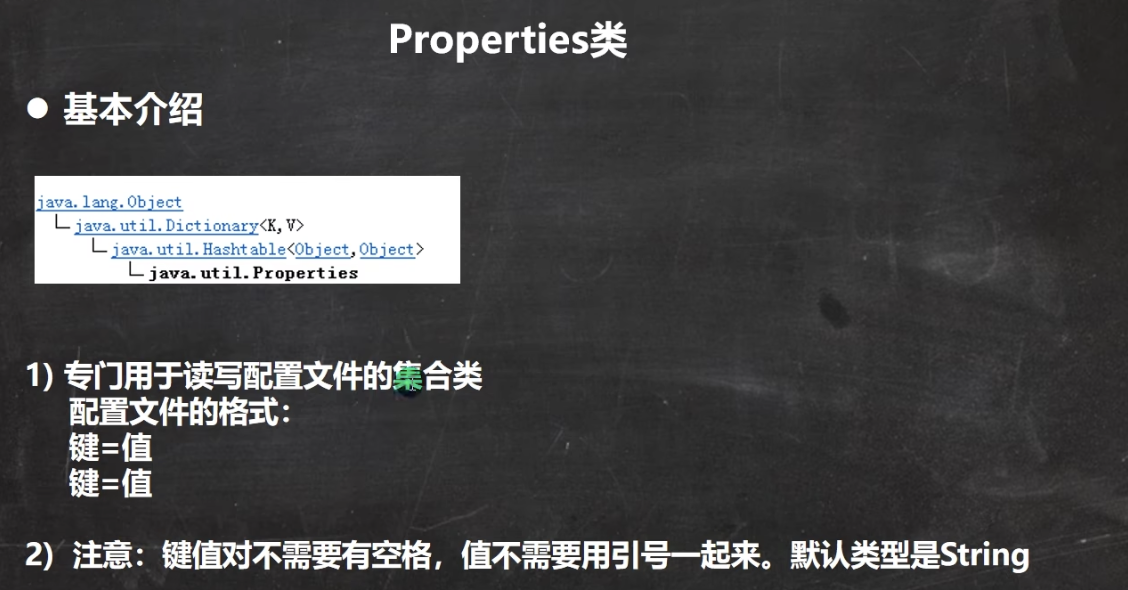 Properties类
● 基本介绍
java.lang.Object
java.util.Dictionary<K,V>
java.util.Hashtable<Object,Object>
java.util.Properties
1) 专门用于读写配置文件的集合类
配置文件的格式：
键=值
键=值
2) 注意：键值对不需要有空格，值不需要用引号一起来。默认类型是String